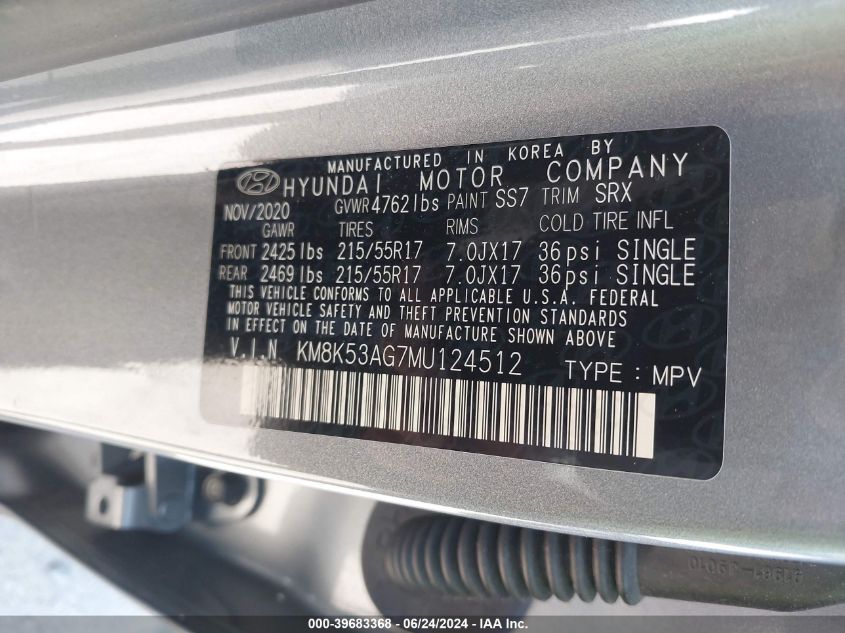 MANUFACTURED IN KOREA BY
HYUNDAI MOTOR COMPANY
NOV/2020 GVWR 4762 lbs PAINT SS7 TRIM SRX
GAWR TIRES RIMS COLD TIRE INFL
FRONT 2425 lbs 215/55R17 7.0JX17 36 psi SINGLE
REAR 2469 lbs 215/55R17 7.0JX17 36 psi SINGLE
THIS VEHICLE CONFORMS TO ALL APPLICABLE U.S.A. FEDERAL
MOTOR VEHICLE SAFETY AND THEFT PREVENTION STANDARDS
IN EFFECT ON THE DATE OF MANUFACTURE SHOWN ABOVE
V.I.N. KM8K53AG7MU124512 TYPE : MPV
000-39683368 - 06/24/2024 - IAA Inc.